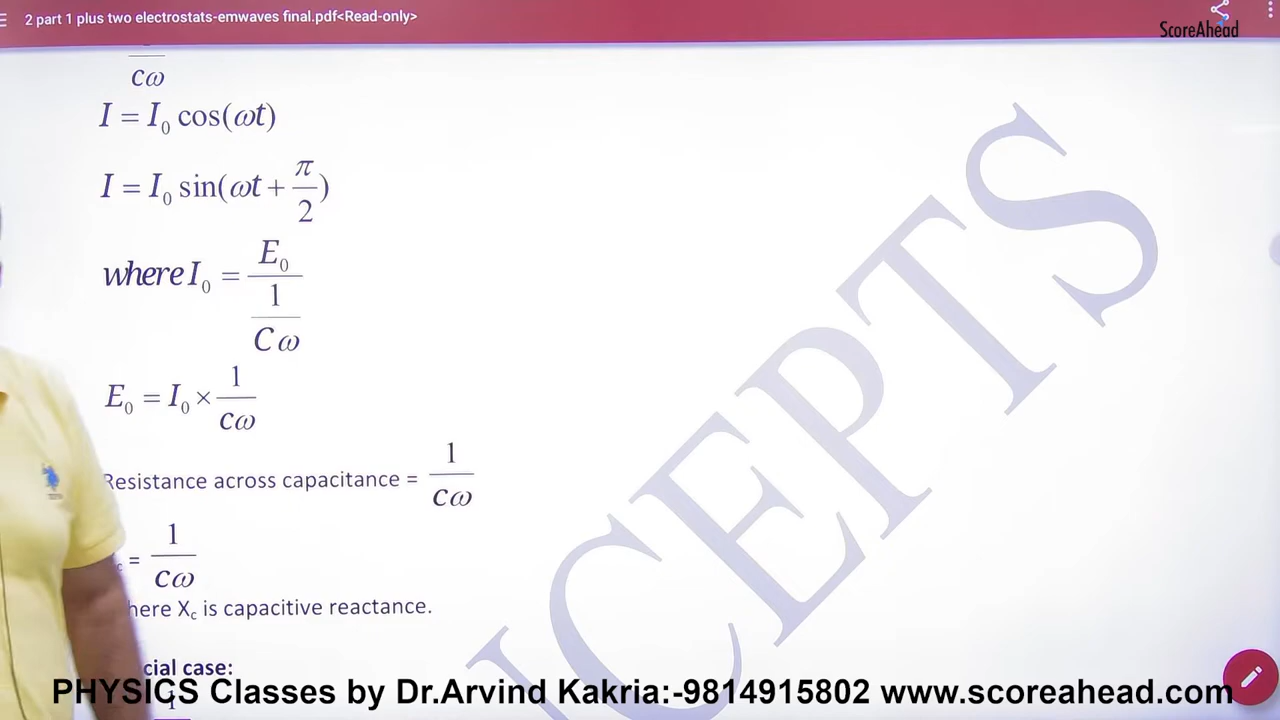 2 part 1 plus two electrostats-emwaves final.pdf<Read-only>
ScoreAhead
cω
I = I₀ cos(ωt)
I = I₀ sin(ωt + π/2)
where I₀ = E₀ / (1/Cω)
E₀ = I₀ × 1/cω
Resistance across capacitance = 1/cω
c = 1/cω
here Xc is capacitive reactance.
cial case:
1
PHYSICS Classes by Dr.Arvind Kakria:-9814915802 www.scoreahead.com
NCEPTS